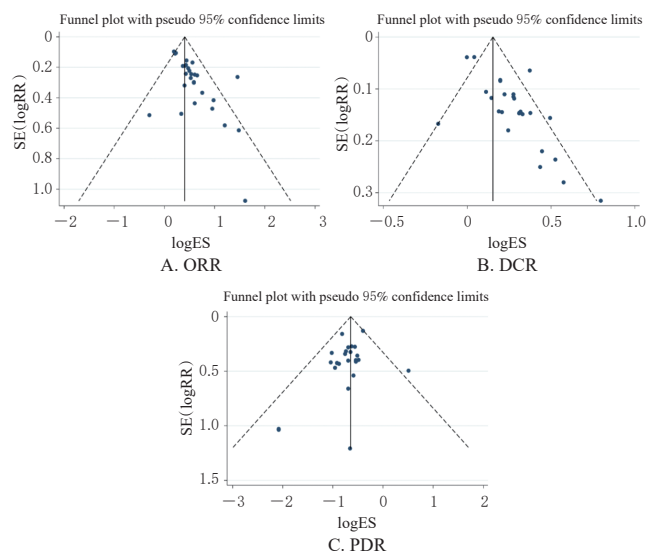 Funnel plot with pseudo 95% confidence limits
0
0.2
0.4
0.6
0.8
1.0
SE(logRR)
−2 −1 0 1 2 3
logES
A. ORR
Funnel plot with pseudo 95% confidence limits
0
0.1
0.2
0.3
SE(logRR)
−0.5 0 0.5 1.0
logES
B. DCR
Funnel plot with pseudo 95% confidence limits
0
0.5
1.0
1.5
SE(logRR)
−3 −2 −1 0 1 2
logES
C. PDR